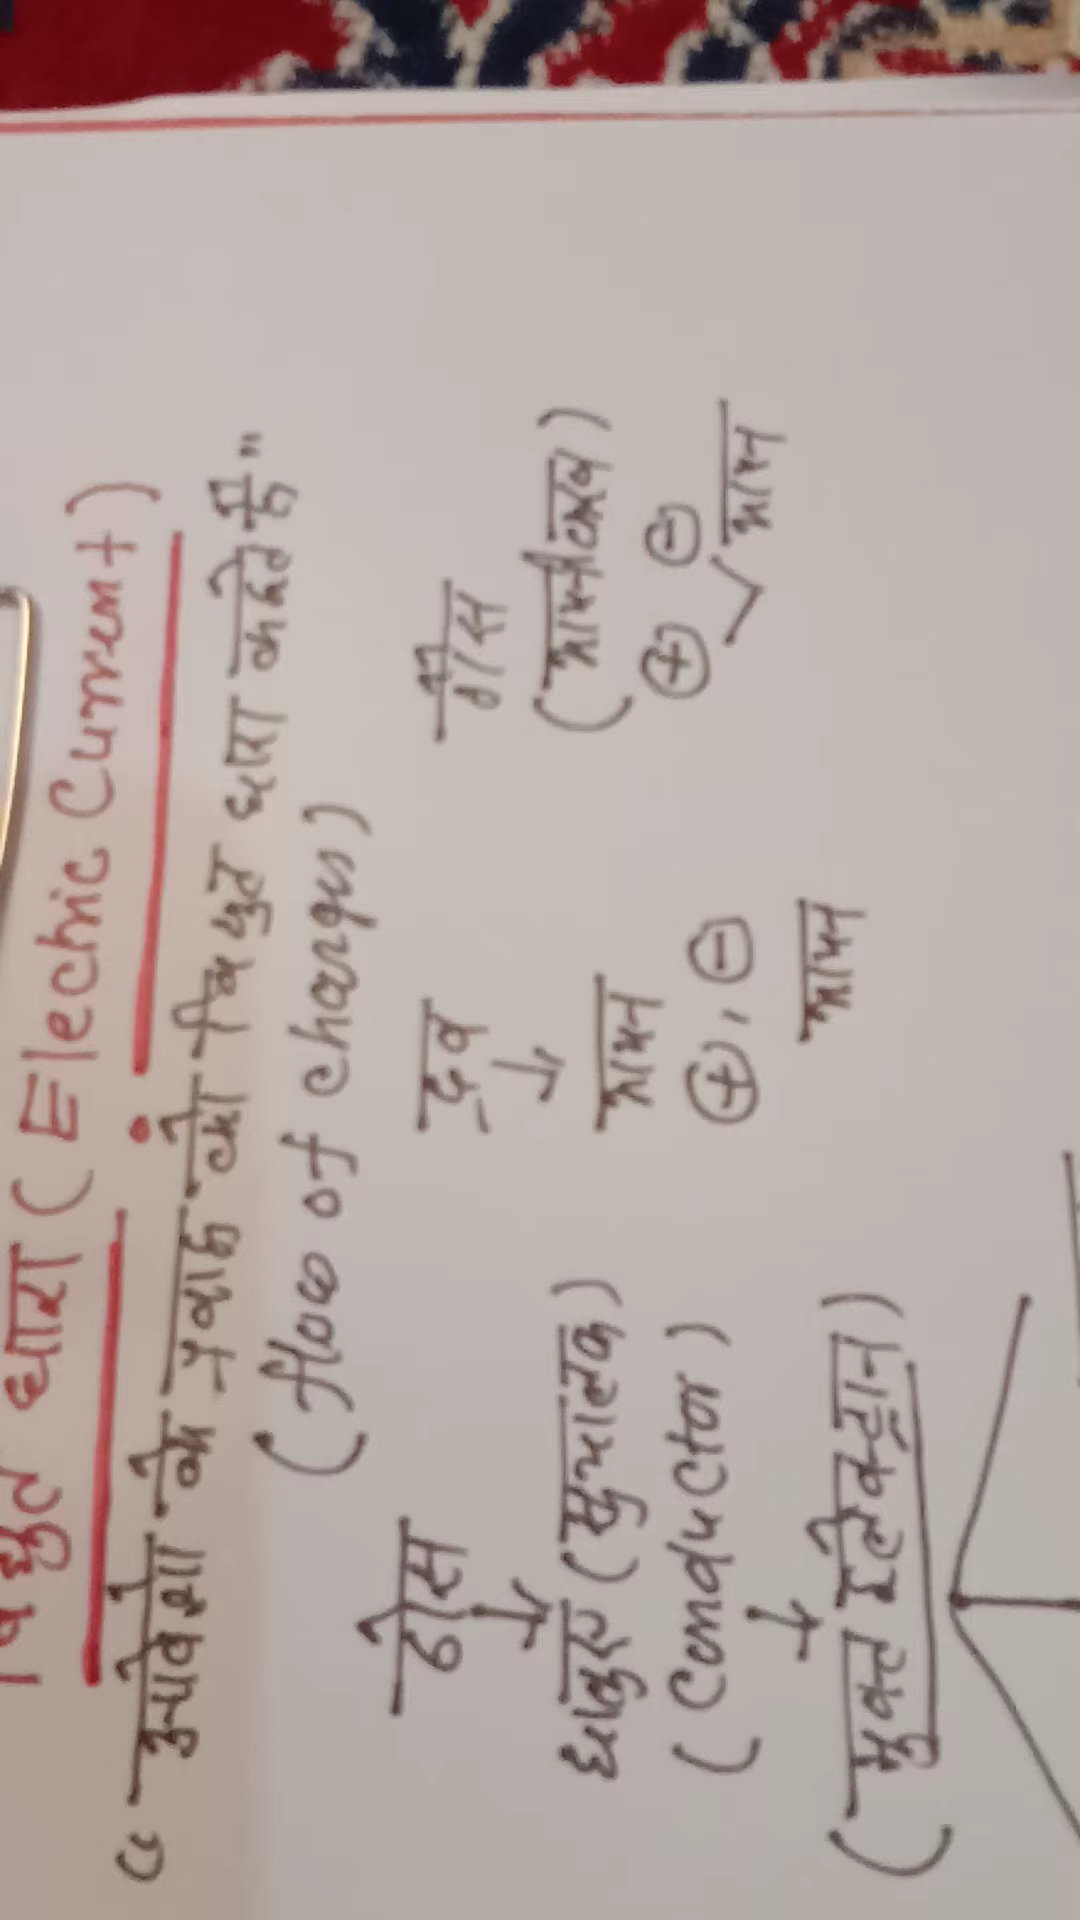 विद्युत धारा ( Electric Current )
“ आवेशो के प्रवाह को विद्युत धारा कहते है "
( flow of charges )
ठोस द्रव गैस
↓ ↓
धातुए ( सुचालक ) आयन ( आयनीकरण )
( Conductor ) ⊕ , ⊖ ⊕ ⊖
↓ आयन आयन
( मुक्त इलेक्ट्रान )